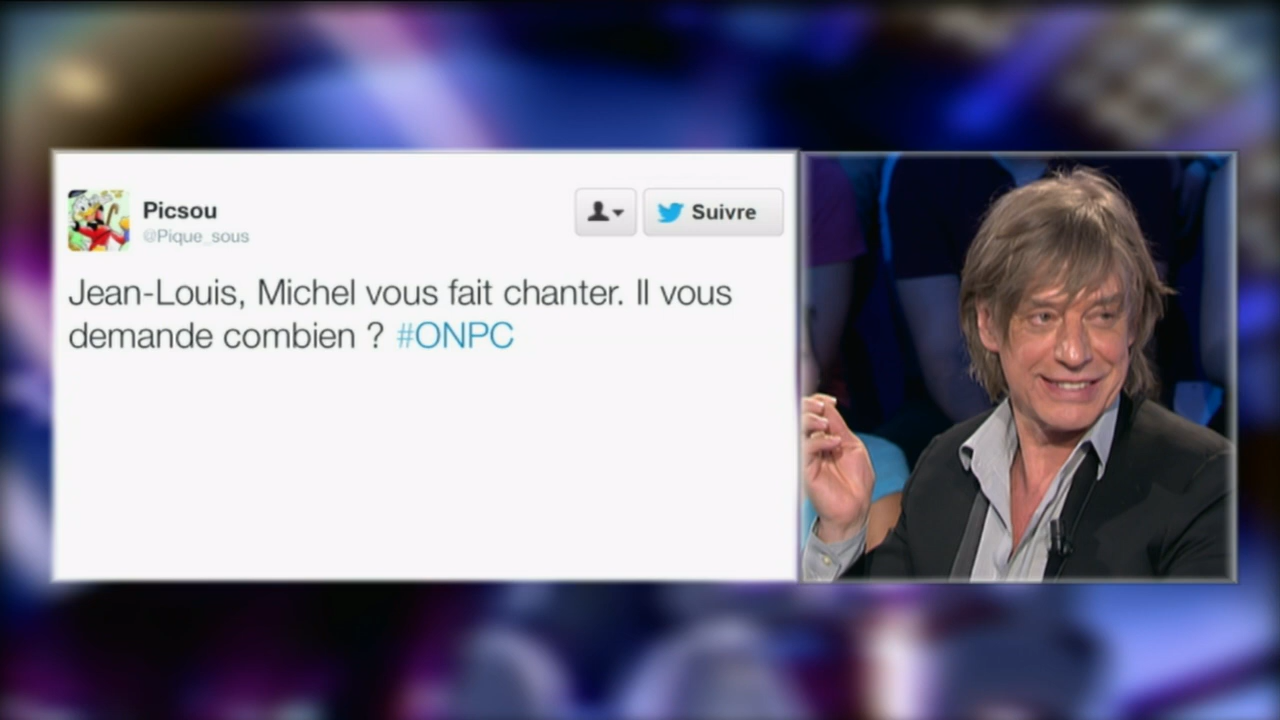 Picsou
@Pique_sous
Suivre
Jean-Louis, Michel vous fait chanter. Il vous
demande combien ? #ONPC